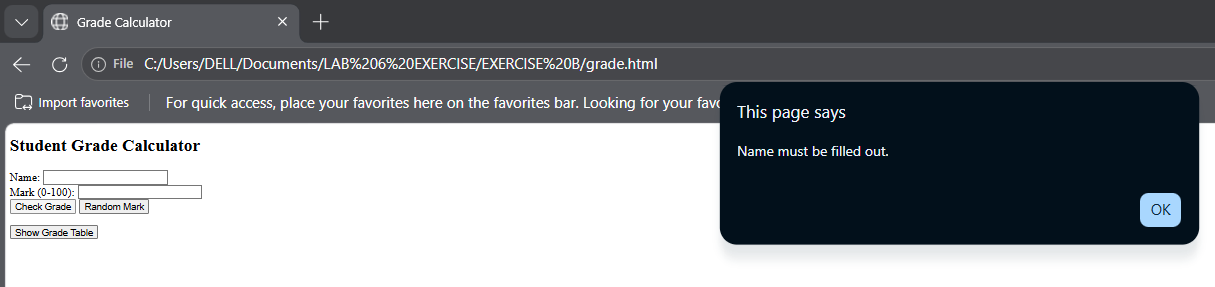 Grade Calculator
File C:/Users/DELL/Documents/LAB%206%20EXERCISE/EXERCISE%20B/grade.html
Import favorites For quick access, place your favorites here on the favorites bar. Looking for your
This page says
Name must be filled out.
OK
Student Grade Calculator
Name:
Mark (0-100):
Check Grade Random Mark
Show Grade Table